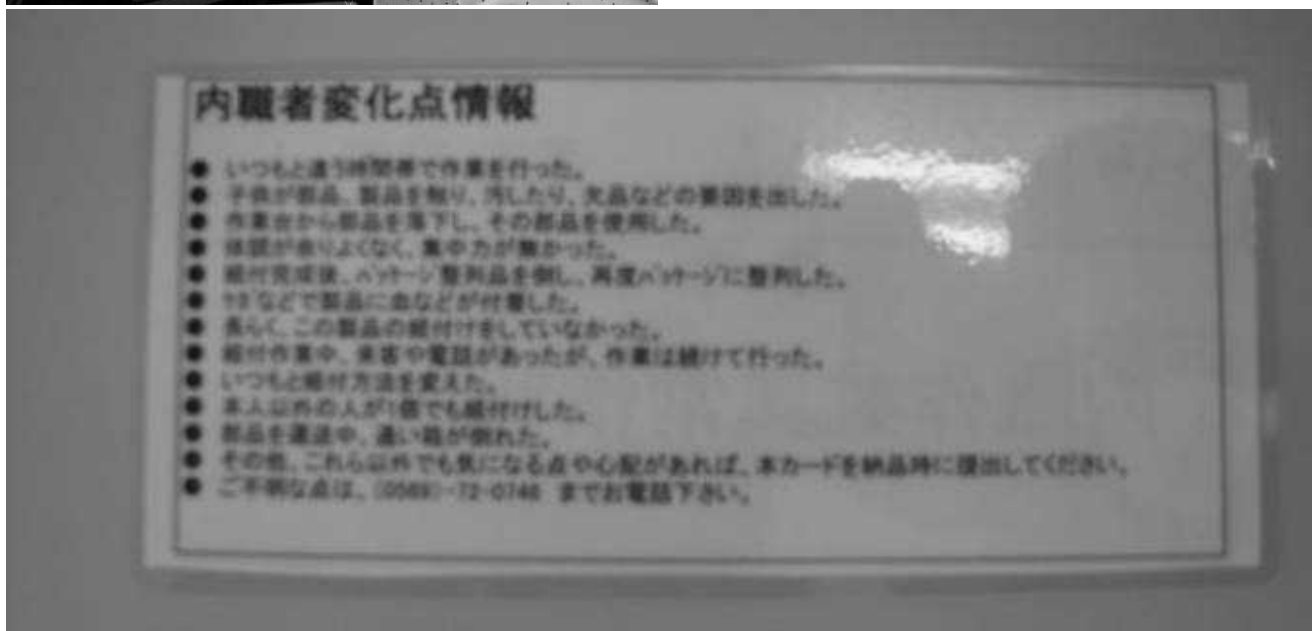 内職者変化点情報
● いつもと違う時間帯で作業を行った。
● 子供が部品、製品を触り、汚したり、欠品などの要因を出した。
● 作業台から部品を落下し、その部品を使用した。
● 体調が余りよくなく、集中力が無かった。
● 組付完成後、パッケージ整列品を倒し、再度パッケージに整列した。
● ケガなどで製品に血などが付着した。
● 長らく、この製品の組付けをしていなかった。
● 組付作業中、来客や電話があったが、作業は続けて行った。
● いつもと組付方法を変えた。
● 本人以外の人が1個でも組付けした。
● 部品を運送中、通い箱が倒れた。
● その他、これら以外でも気になる点や心配があれば、本カードを納品時に提出してください。
● ご不明な点は、(0569)-72-0746 までお電話下さい。